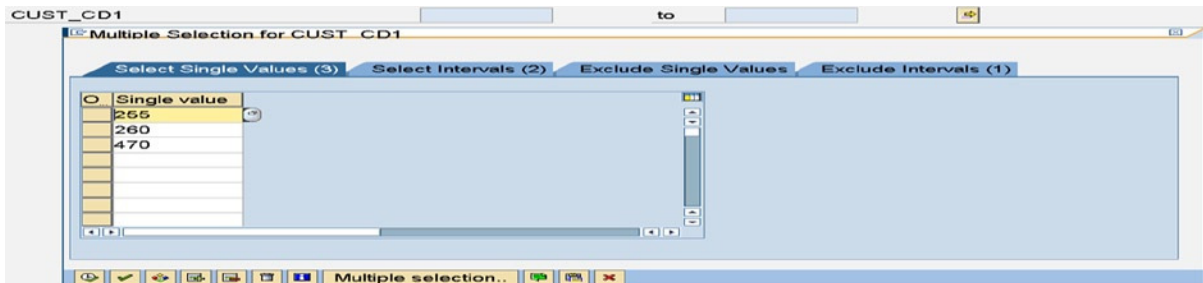 CUST_CD1 to
Multiple Selection for CUST_CD1
Select Single Values (3) Select Intervals (2) Exclude Single Values Exclude Intervals (1)
O.. Single value
255
260
470
Multiple selection..